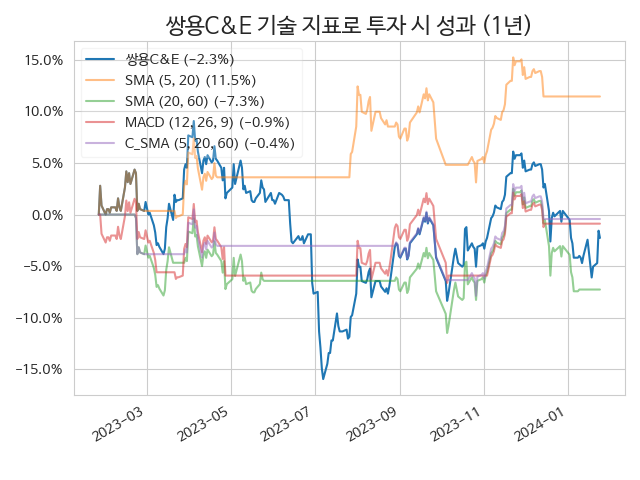 쌍용C&E 기술 지표로 투자 시 성과 (1년)
쌍용C&E (−2.3%)
SMA (5, 20) (11.5%)
SMA (20, 60) (−7.3%)
MACD (12, 26, 9) (−0.9%)
C_SMA (5, 20, 60) (−0.4%)
15.0%
10.0%
5.0%
0.0%
−5.0%
−10.0%
−15.0%
2023-03
2023-05
2023-07
2023-09
2023-11
2024-01